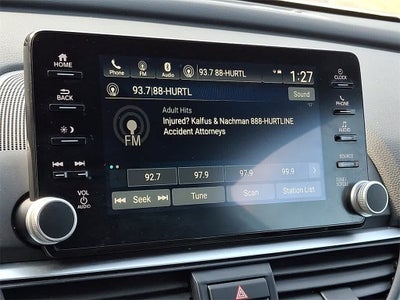 HOME
Phone FM Audio 93.7|88-HURTL 1:27
CLOCK
BACK
93.7|88-HURTL Sound
PHONE
Adult Hits
Injured? Kalfus & Nachman 888-HURTLINE
Accident Attorneys
FM
AUDIO
SOURCE
92.7 97.9 97.9 99.9
VOL
AUDIO
Seek Tune Scan Station List